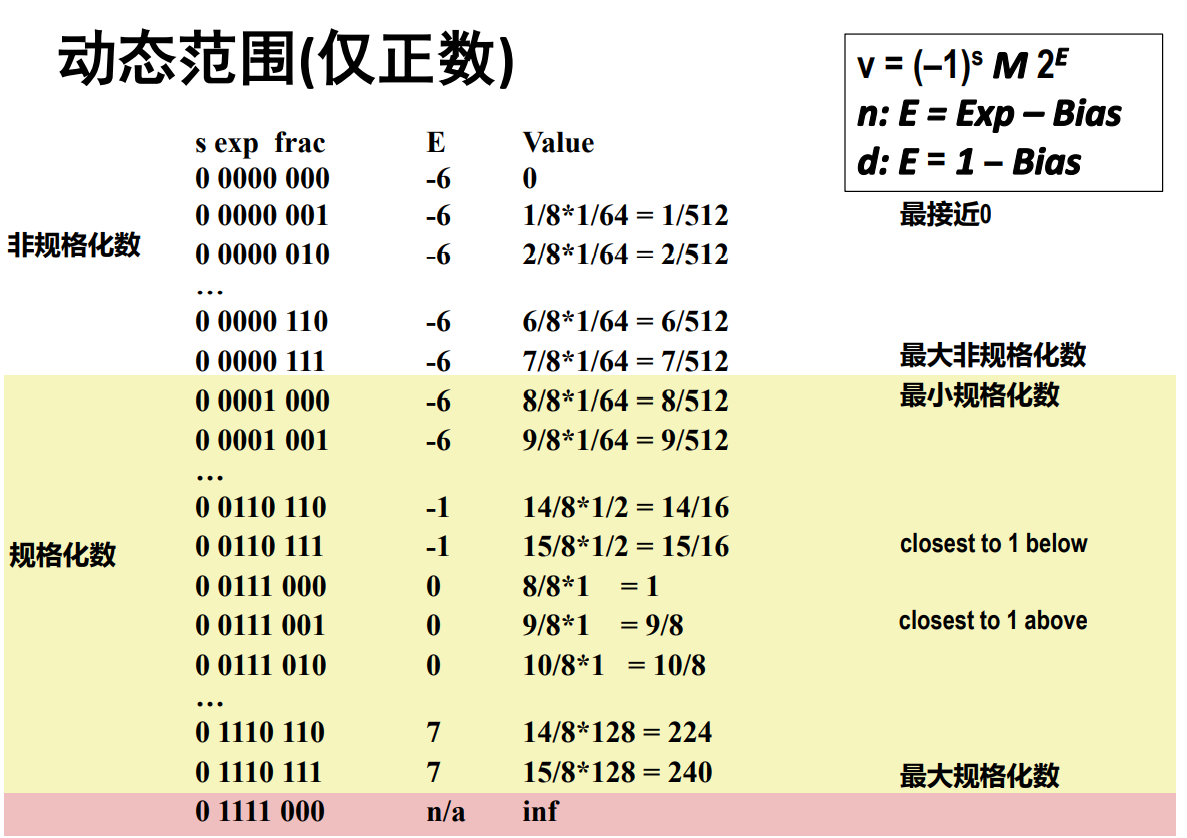 动态范围(仅正数)
v = (–1)ˢ M 2ᴱ
n: E = Exp – Bias
d: E = 1 – Bias
s exp frac E Value
0 0000 000 -6 0
0 0000 001 -6 1/8*1/64 = 1/512 最接近0
非规格化数
0 0000 010 -6 2/8*1/64 = 2/512
…
0 0000 110 -6 6/8*1/64 = 6/512
0 0000 111 -6 7/8*1/64 = 7/512 最大非规格化数
0 0001 000 -6 8/8*1/64 = 8/512 最小规格化数
0 0001 001 -6 9/8*1/64 = 9/512
…
0 0110 110 -1 14/8*1/2 = 14/16
规格化数
0 0110 111 -1 15/8*1/2 = 15/16 closest to 1 below
0 0111 000 0 8/8*1 = 1
0 0111 001 0 9/8*1 = 9/8 closest to 1 above
0 0111 010 0 10/8*1 = 10/8
…
0 1110 110 7 14/8*128 = 224
0 1110 111 7 15/8*128 = 240 最大规格化数
0 1111 000 n/a inf